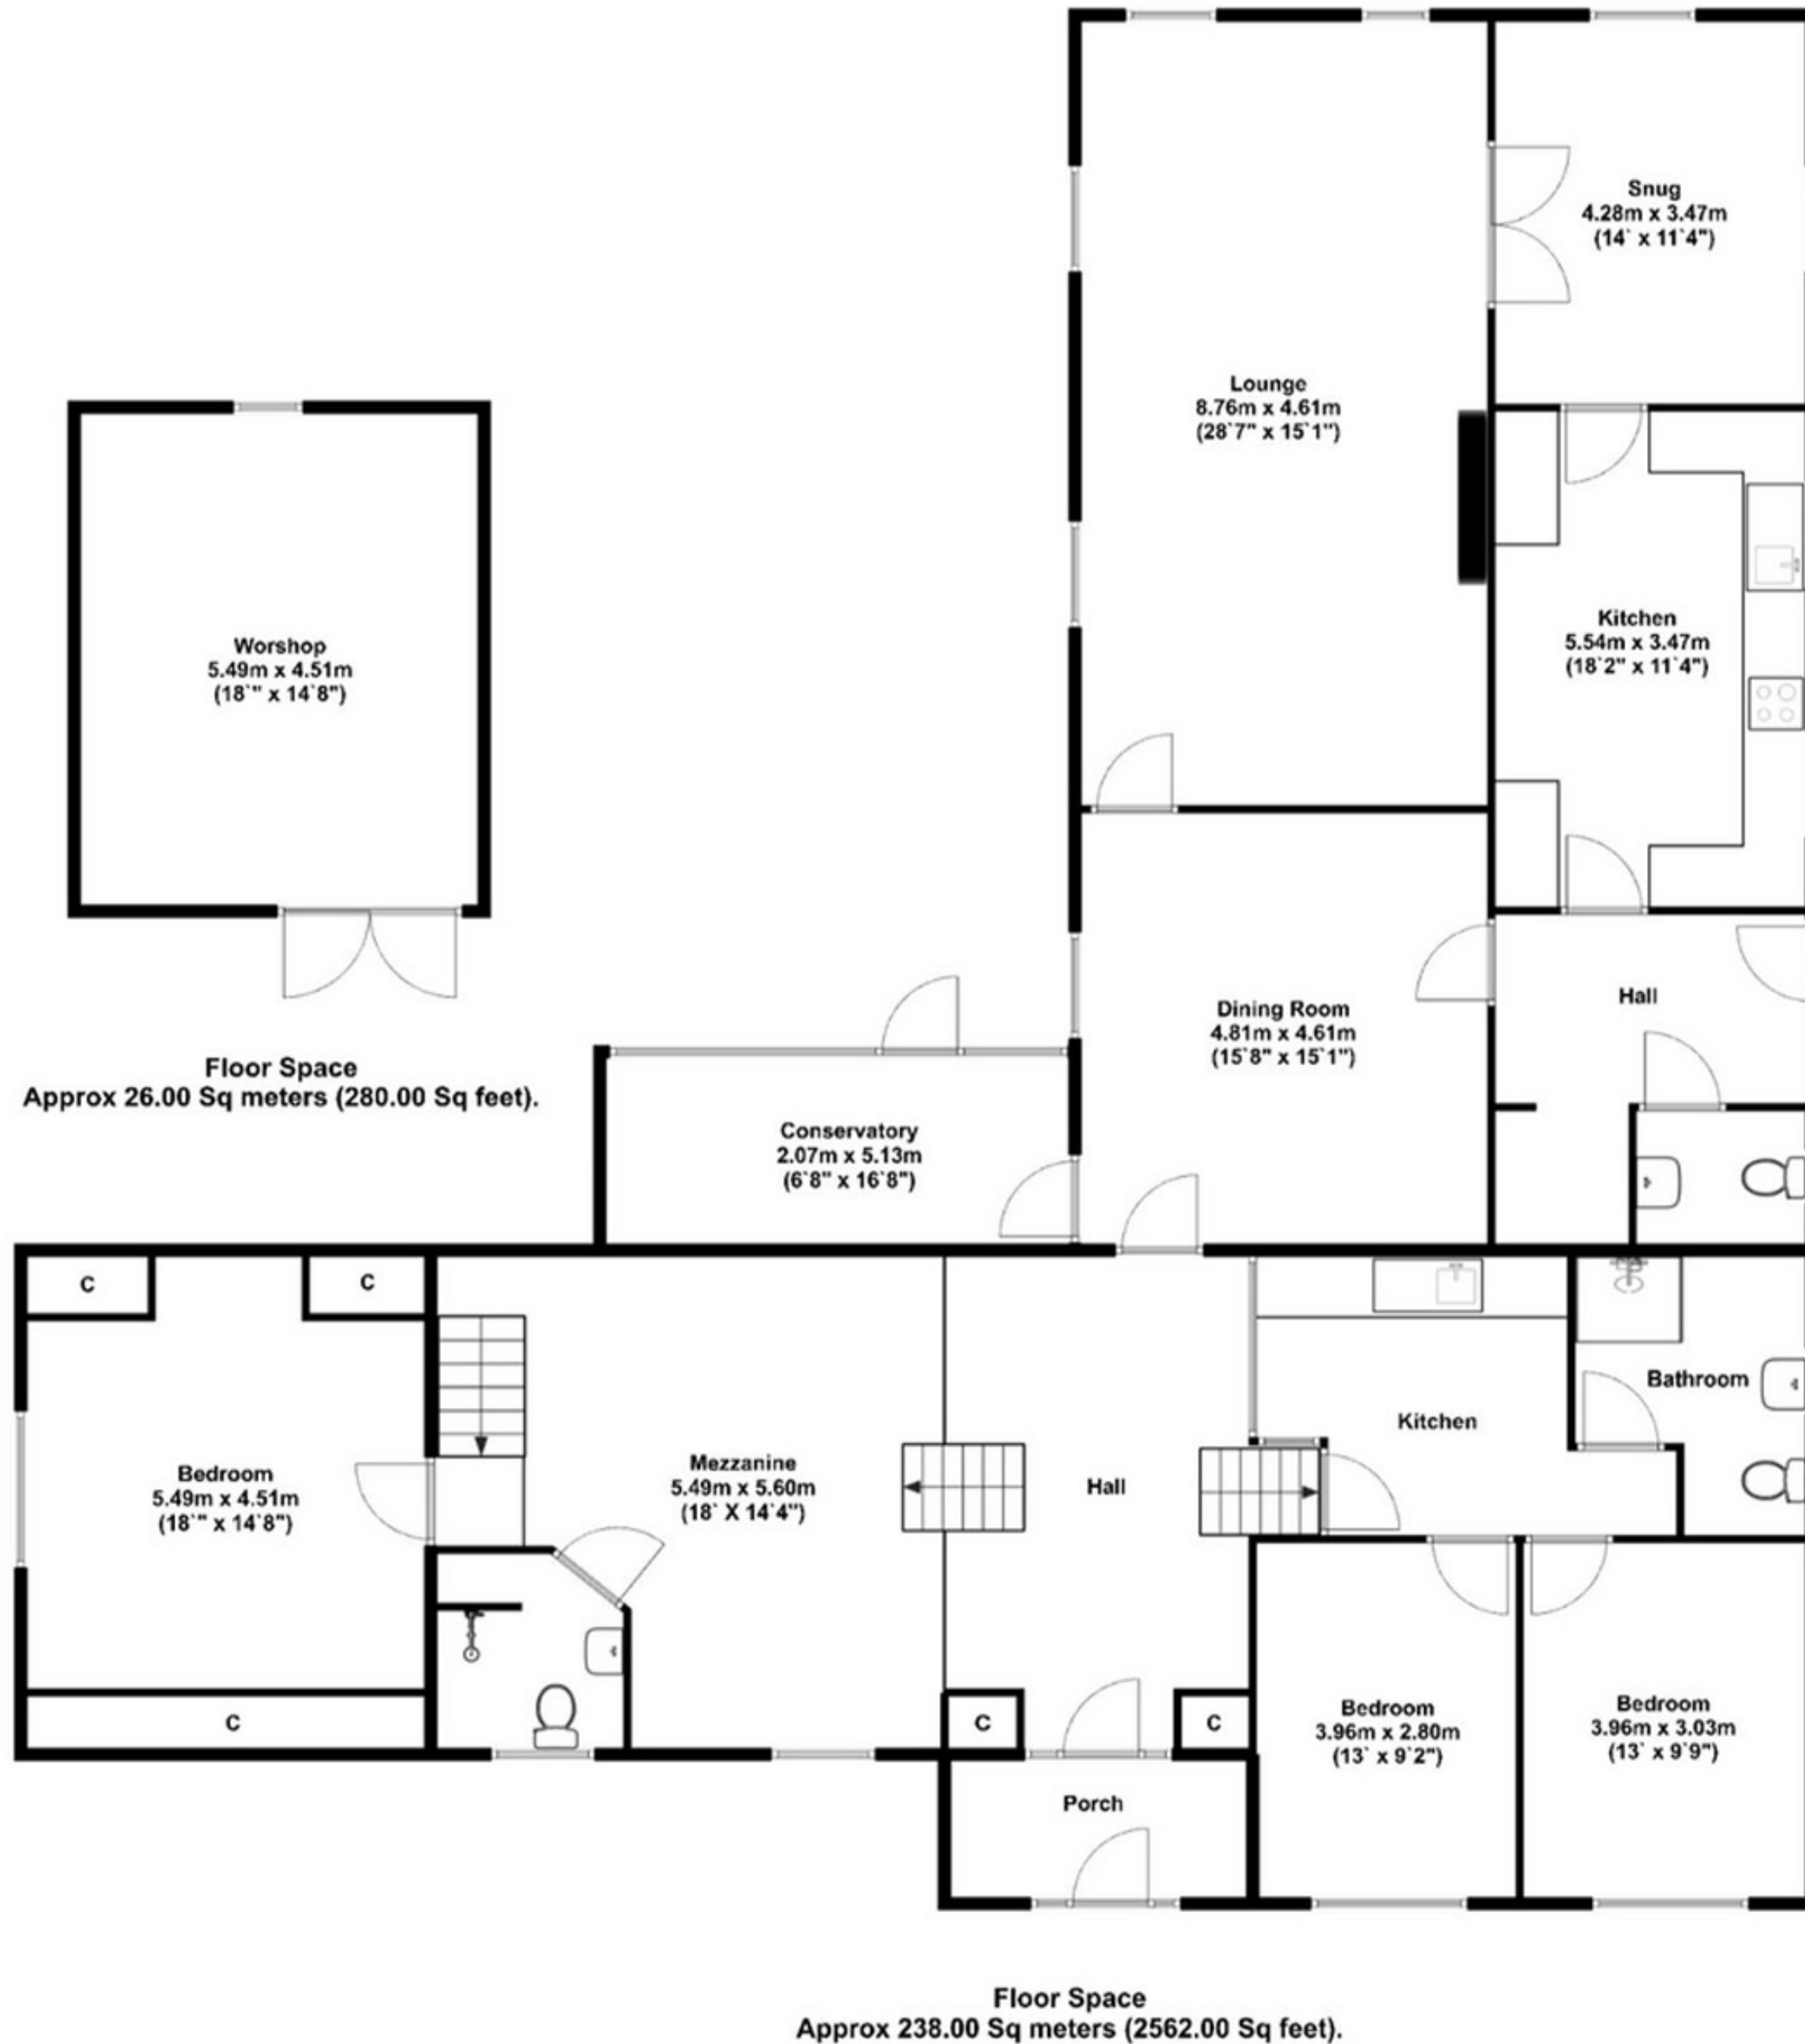 Snug
4.28m x 3.47m
(14` x 11`4")
Lounge
8.76m x 4.61m
(28`7" x 15`1")
Kitchen
5.54m x 3.47m
(18`2" x 11`4")
Worshop
5.49m x 4.51m
(18`" x 14`8")
Floor Space
Approx 26.00 Sq meters (280.00 Sq feet).
Hall
Dining Room
4.81m x 4.61m
(15`8" x 15`1")
Conservatory
2.07m x 5.13m
(6`8" x 16`8")
C
C
Bathroom
Kitchen
Bedroom
5.49m x 4.51m
(18`" x 14`8")
Mezzanine
5.49m x 5.60m
(18` X 14`4")
Hall
C
C
C
Bedroom
3.96m x 2.80m
(13` x 9`2")
Bedroom
3.96m x 3.03m
(13` x 9`9")
Porch
Floor Space
Approx 238.00 Sq meters (2562.00 Sq feet).